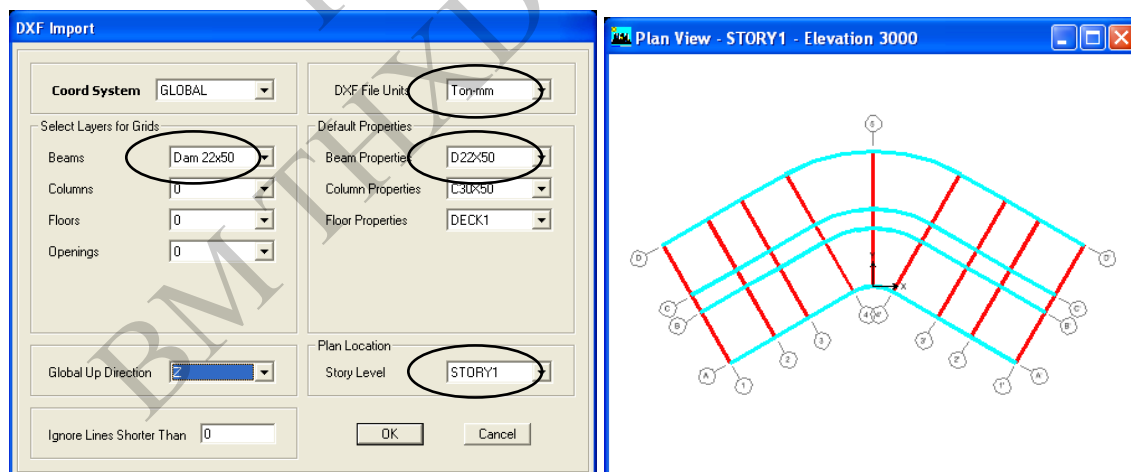 DXF Import
Coord System GLOBAL
DXF File Units Ton-mm
Select Layers for Grids
Beams Dam 22x50
Columns 0
Floors 0
Openings 0
Default Properties
Beam Properties D22X50
Column Properties C30X50
Floor Properties DECK1
Global Up Direction Z
Plan Location
Story Level STORY1
Ignore Lines Shorter Than 0
OK Cancel
BM THXD
Plan View - STORY1 - Elevation 3000
5
D D'
Y
X
C C'
B B'
4 4'
3 3'
2 2'
A A'
1 1'